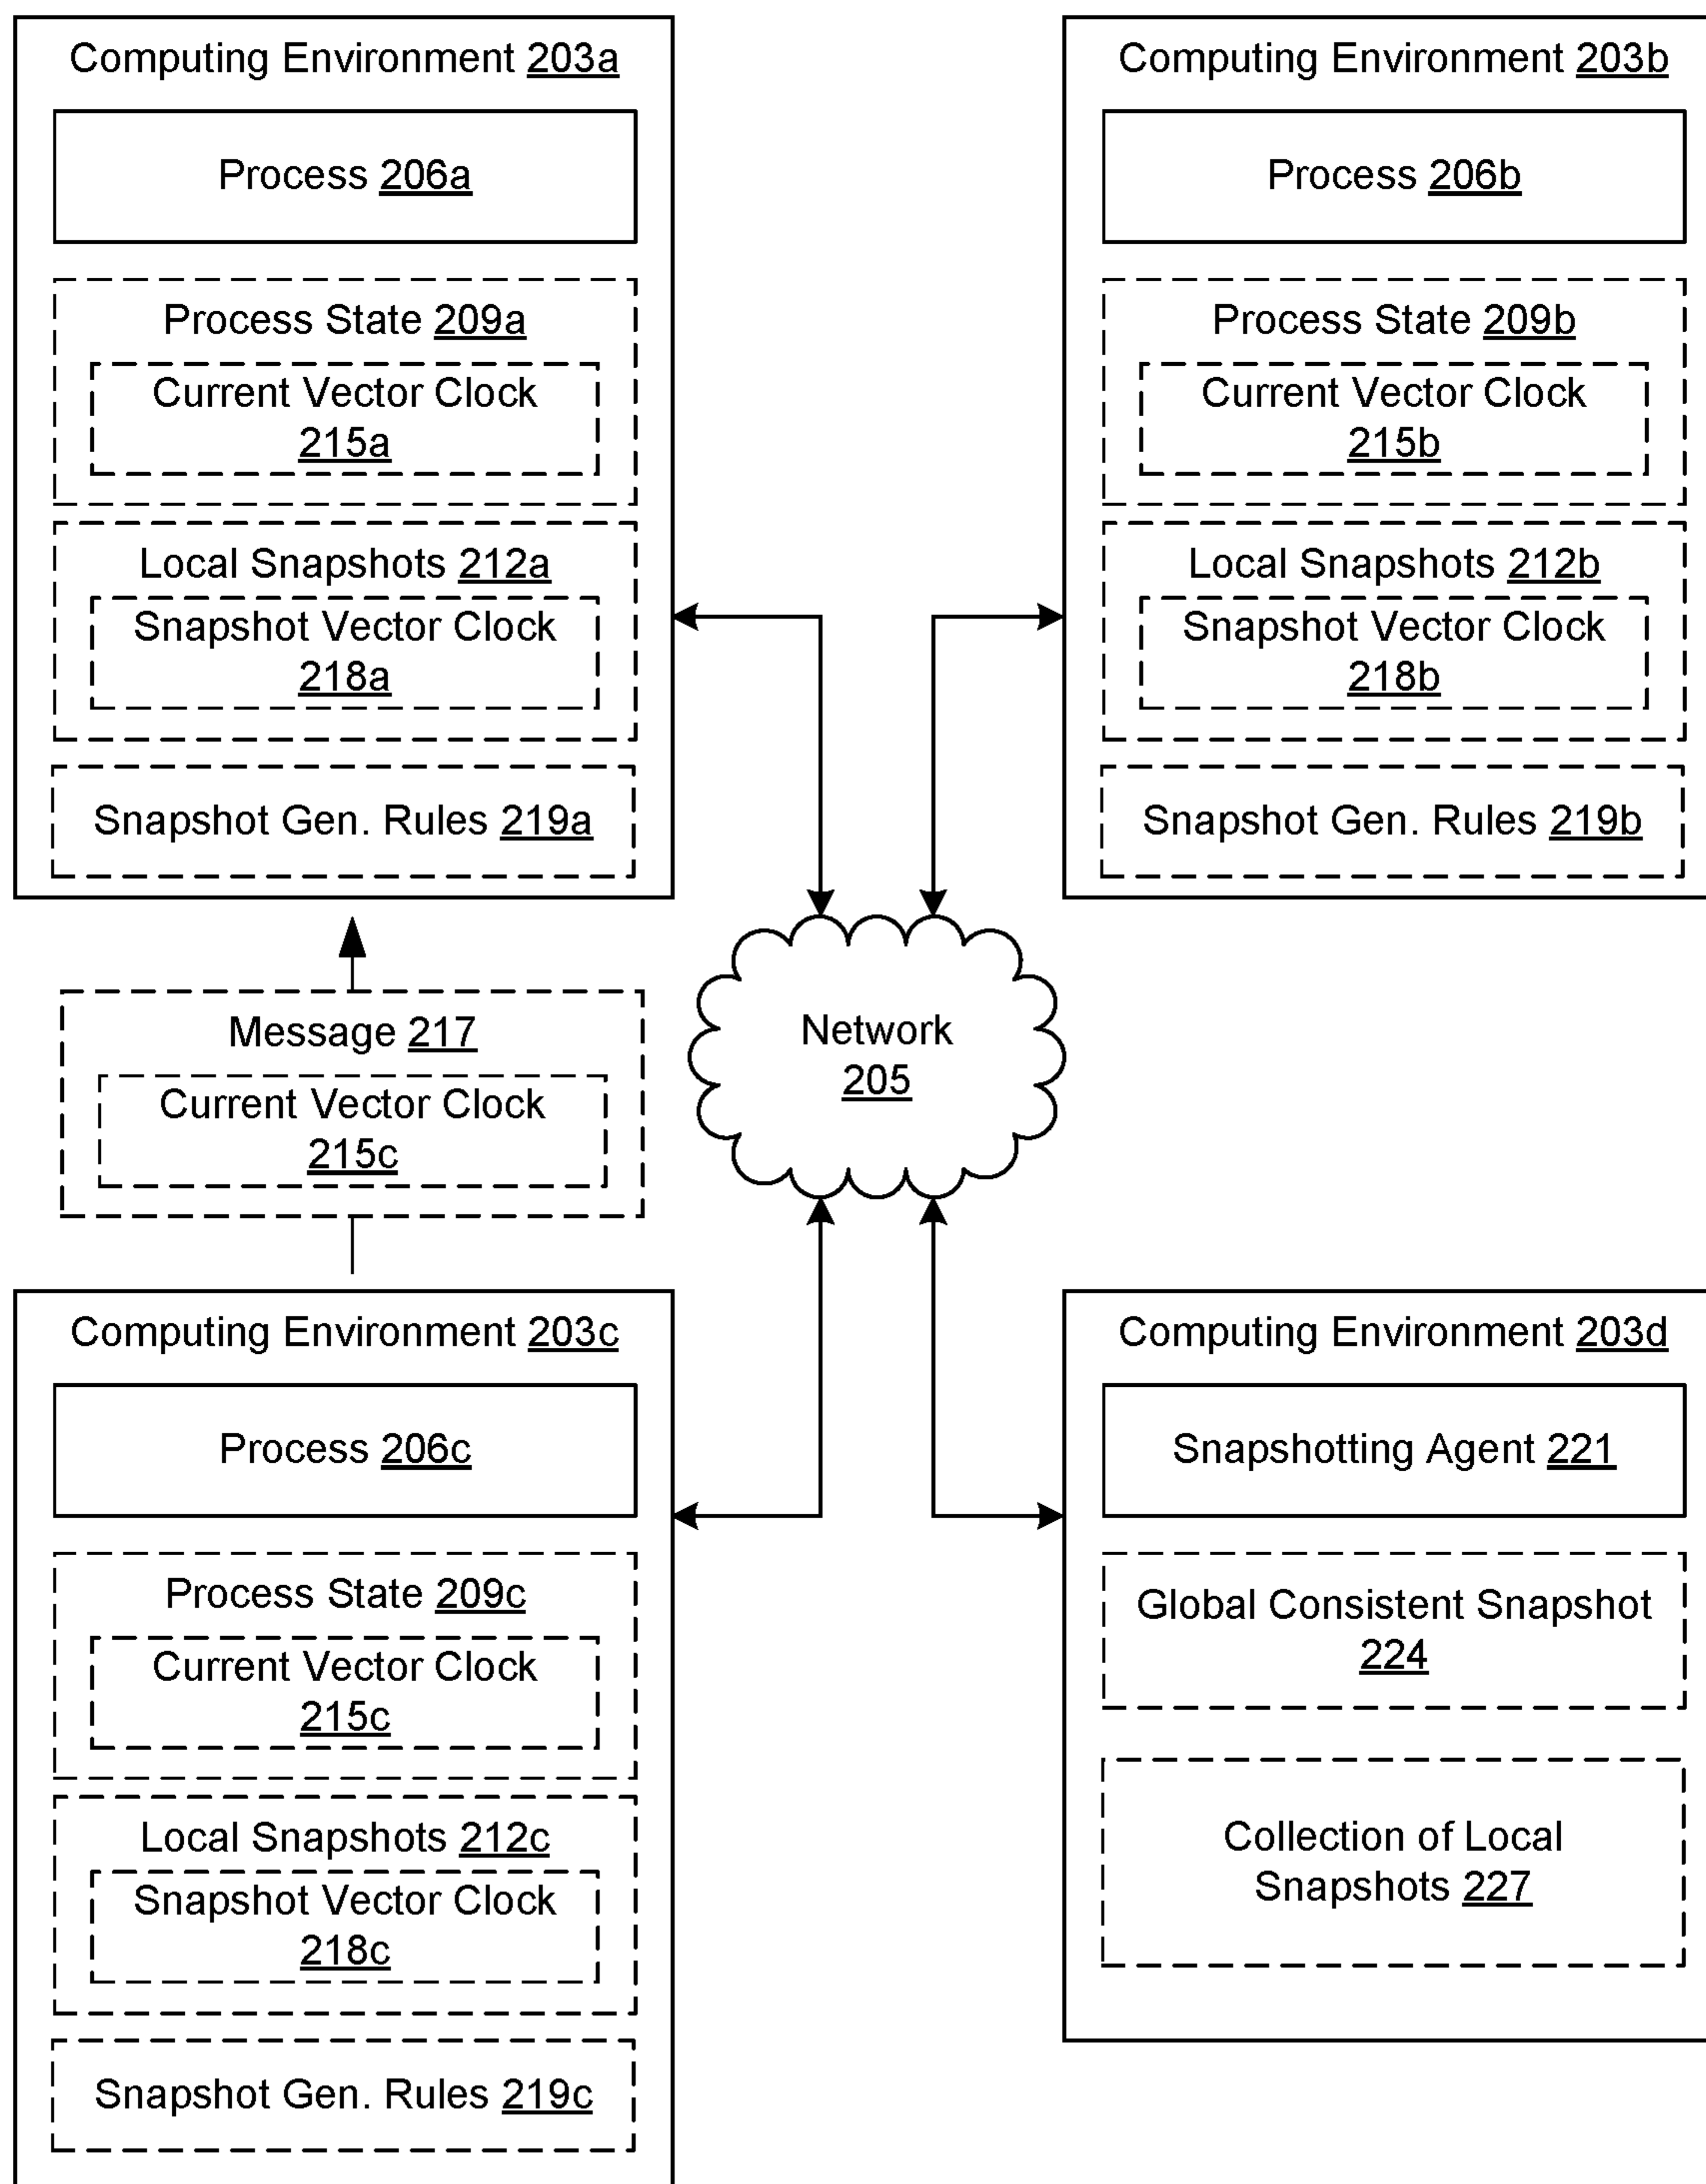 Computing Environment 203a
Process 206a
Process State 209a
Current Vector Clock
215a
Local Snapshots 212a
Snapshot Vector Clock
218a
Snapshot Gen. Rules 219a
Computing Environment 203b
Process 206b
Process State 209b
Current Vector Clock
215b
Local Snapshots 212b
Snapshot Vector Clock
218b
Snapshot Gen. Rules 219b
Message 217
Current Vector Clock
215c
Network
205
Computing Environment 203c
Process 206c
Process State 209c
Current Vector Clock
215c
Local Snapshots 212c
Snapshot Vector Clock
218c
Snapshot Gen. Rules 219c
Computing Environment 203d
Snapshotting Agent 221
Global Consistent Snapshot
224
Collection of Local
Snapshots 227